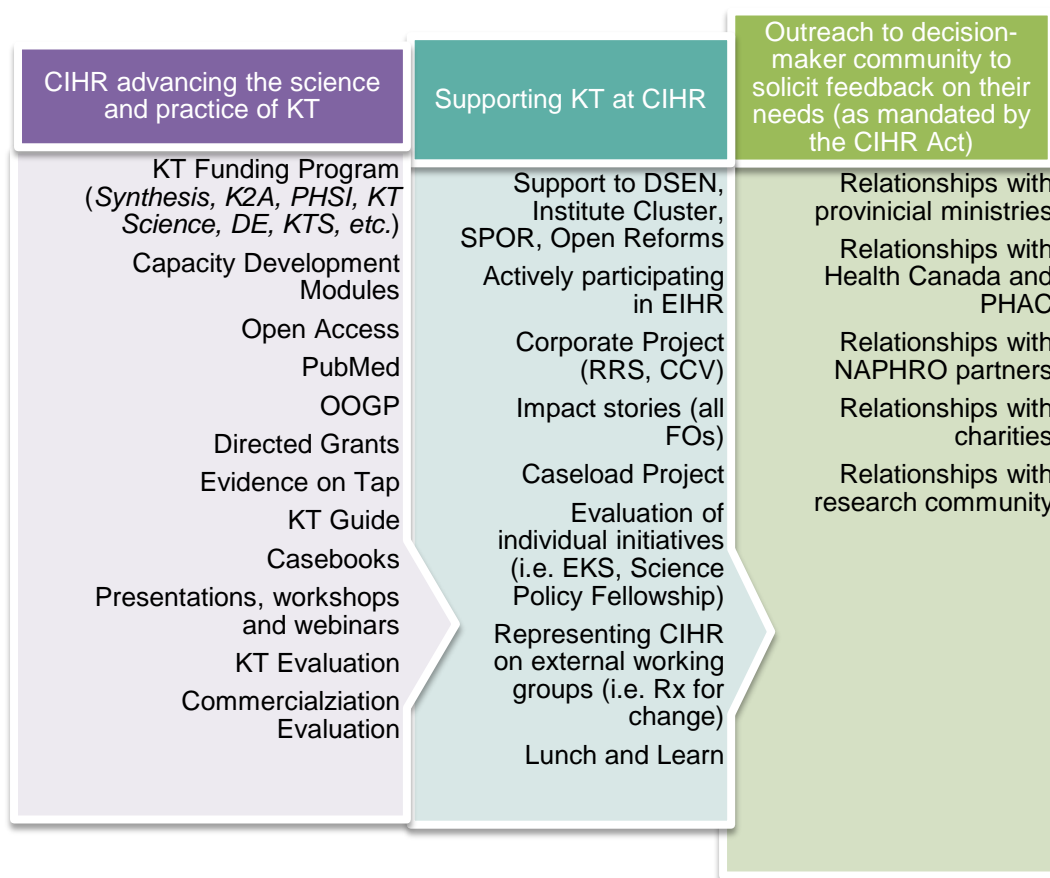 CIHR advancing the science
and practice of KT
KT Funding Program
(Synthesis, K2A, PHSI, KT
Science, DE, KTS, etc.)
Capacity Development
Modules
Open Access
PubMed
OOGP
Directed Grants
Evidence on Tap
KT Guide
Casebooks
Presentations, workshops
and webinars
KT Evaluation
Commercialziation
Evaluation
Supporting KT at CIHR
Support to DSEN,
Institute Cluster,
SPOR, Open Reforms
Actively participating
in EIHR
Corporate Project
(RRS, CCV)
Impact stories (all
FOs)
Caseload Project
Evaluation of
individual initiatives
(i.e. EKS, Science
Policy Fellowship)
Representing CIHR
on external working
groups (i.e. Rx for
change)
Lunch and Learn
Outreach to decision-
maker community to
solicit feedback on their
needs (as mandated by
the CIHR Act)
Relationships with
provinicial ministries
Relationships with
Health Canada and
PHAC
Relationships with
NAPHRO partners
Relationships with
charities
Relationships with
research community